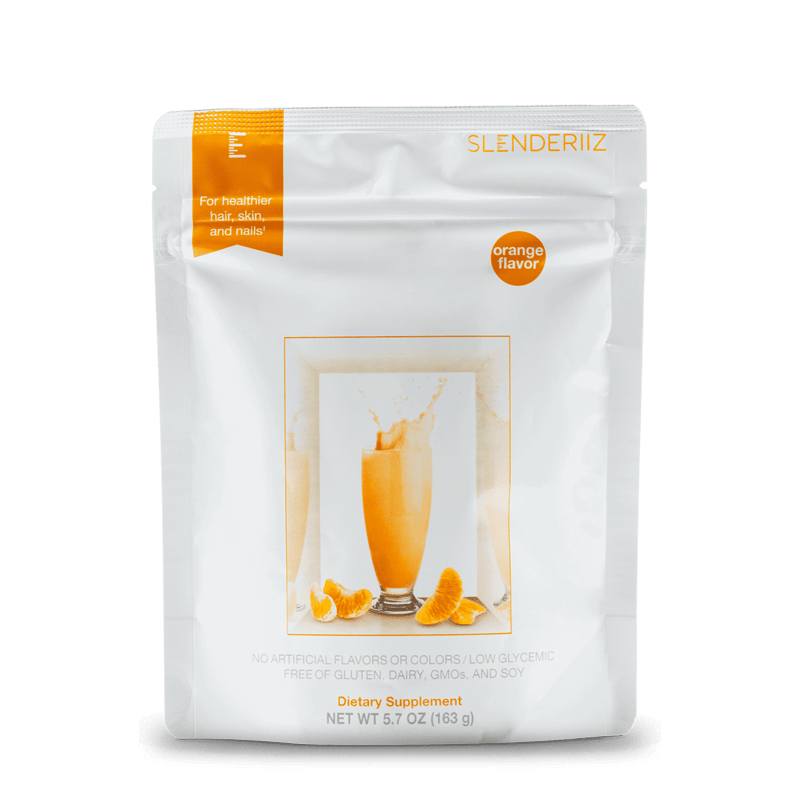 SLENDERIIZ
For healthier
hair, skin,
and nails¹
orange
flavor
NO ARTIFICIAL FLAVORS OR COLORS / LOW GLYCEMIC
FREE OF GLUTEN, DAIRY, GMOs, AND SOY
Dietary Supplement
NET WT 5.7 OZ (163 g)